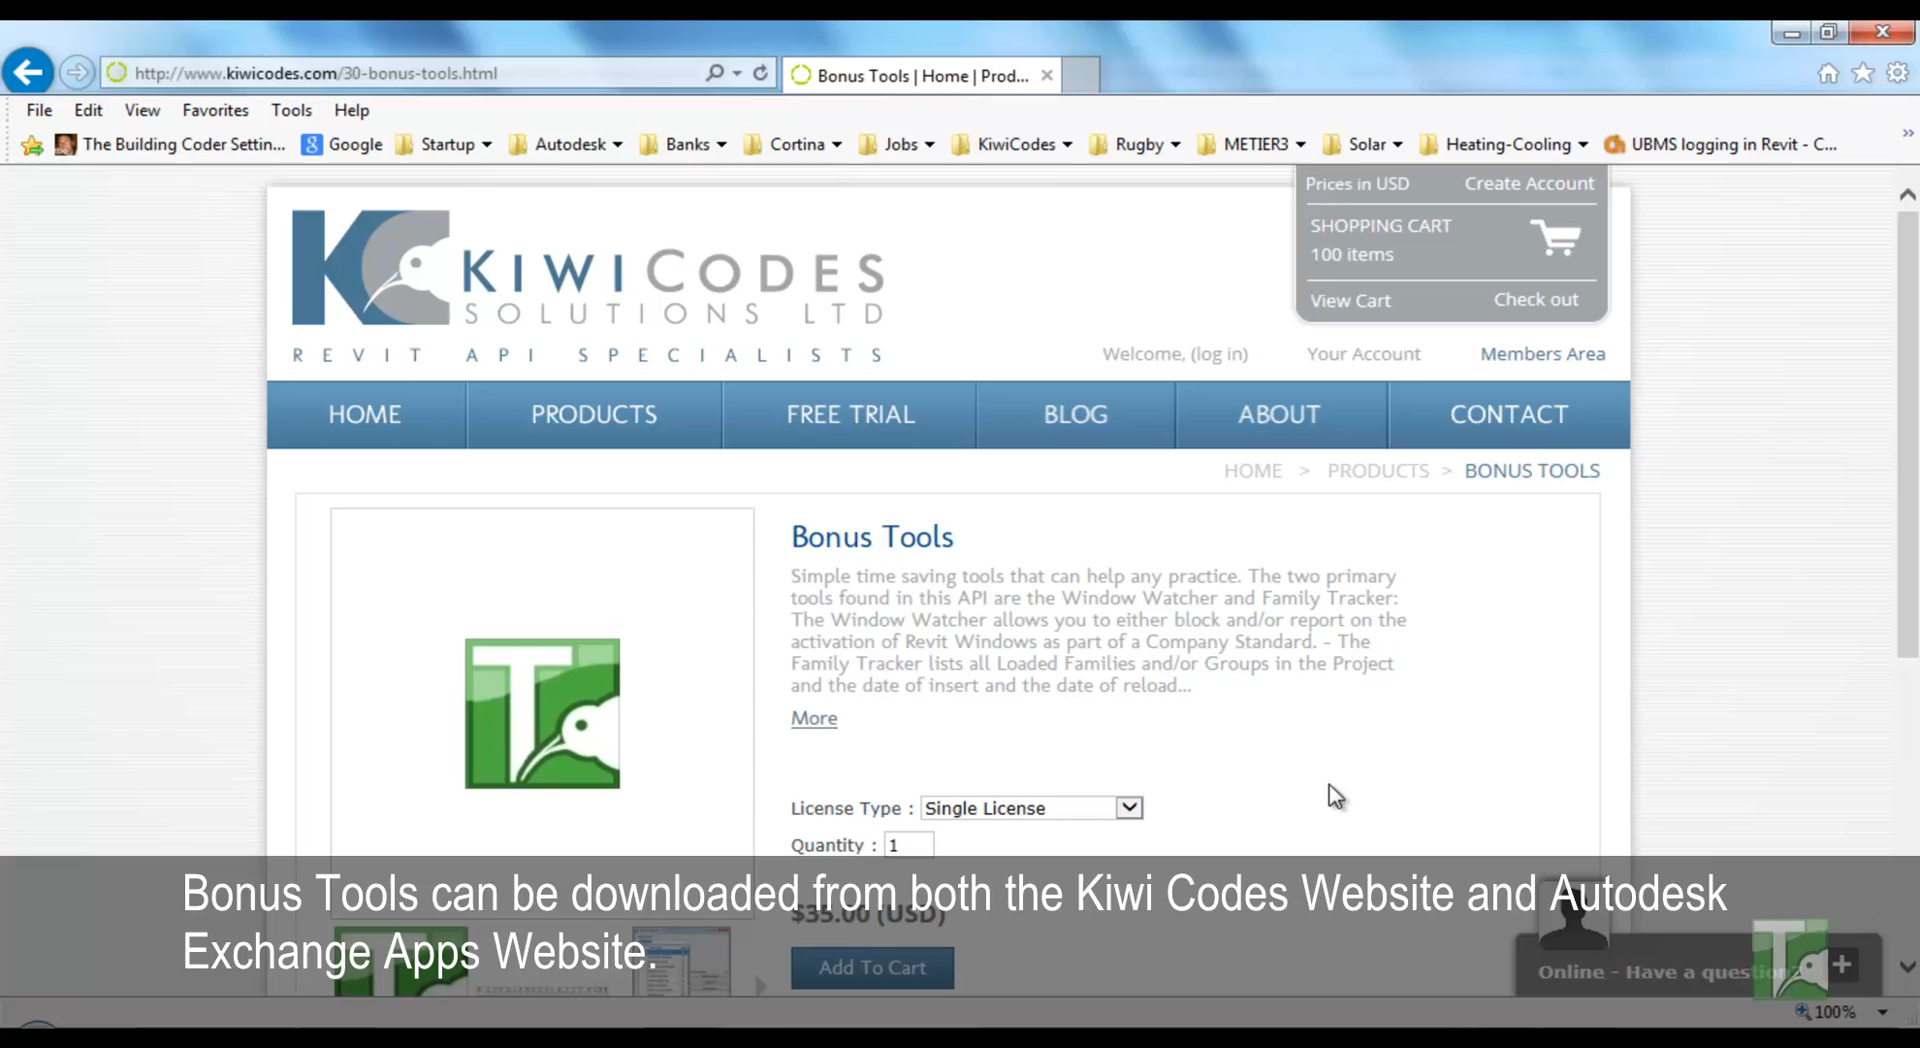 http://www.kiwicodes.com/30-bonus-tools.html
Bonus Tools | Home | Prod...
File Edit View Favorites Tools Help
The Building Coder Settin... Google Startup Autodesk Banks Cortina Jobs KiwiCodes Rugby METIER3 Solar Heating-Cooling UBMS logging in Revit - C...
Prices in USD Create Account
SHOPPING CART
100 items
View Cart Check out
KIWICODES
SOLUTIONS LTD
REVIT API SPECIALISTS
Welcome, (log in) Your Account Members Area
HOME PRODUCTS FREE TRIAL BLOG ABOUT CONTACT
HOME > PRODUCTS > BONUS TOOLS
Bonus Tools
Simple time saving tools that can help any practice. The two primary
tools found in this API are the Window Watcher and Family Tracker:
The Window Watcher allows you to either block and/or report on the
activation of Revit Windows as part of a Company Standard. - The
Family Tracker lists all Loaded Families and/or Groups in the Project
and the date of insert and the date of reload...
More
License Type : Single License
Quantity : 1
Bonus Tools can be downloaded from both the Kiwi Codes Website and Autodesk
Exchange Apps Website.
$35.00 (USD)
Add To Cart
Online - Have a question?
100%